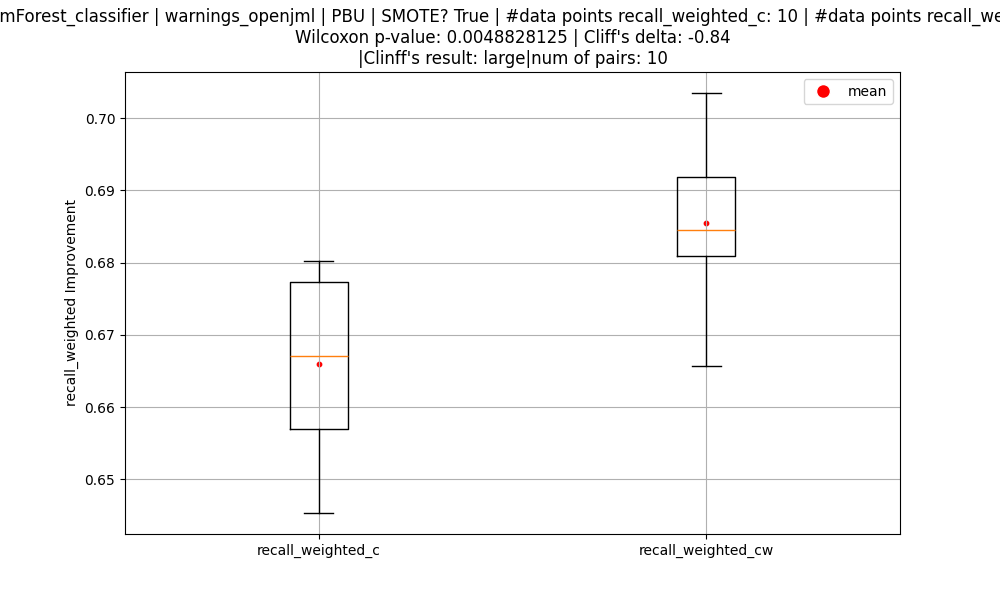 mForest_classifier | warnings_openjml | PBU | SMOTE? True | #data points recall_weighted_c: 10 | #data points recall_we
Wilcoxon p-value: 0.0048828125 | Cliff's delta: -0.84
|Clinff's result: large|num of pairs: 10
mean
0.70
0.69
0.68
0.67
0.66
0.65
recall_weighted Improvement
recall_weighted_c
recall_weighted_cw